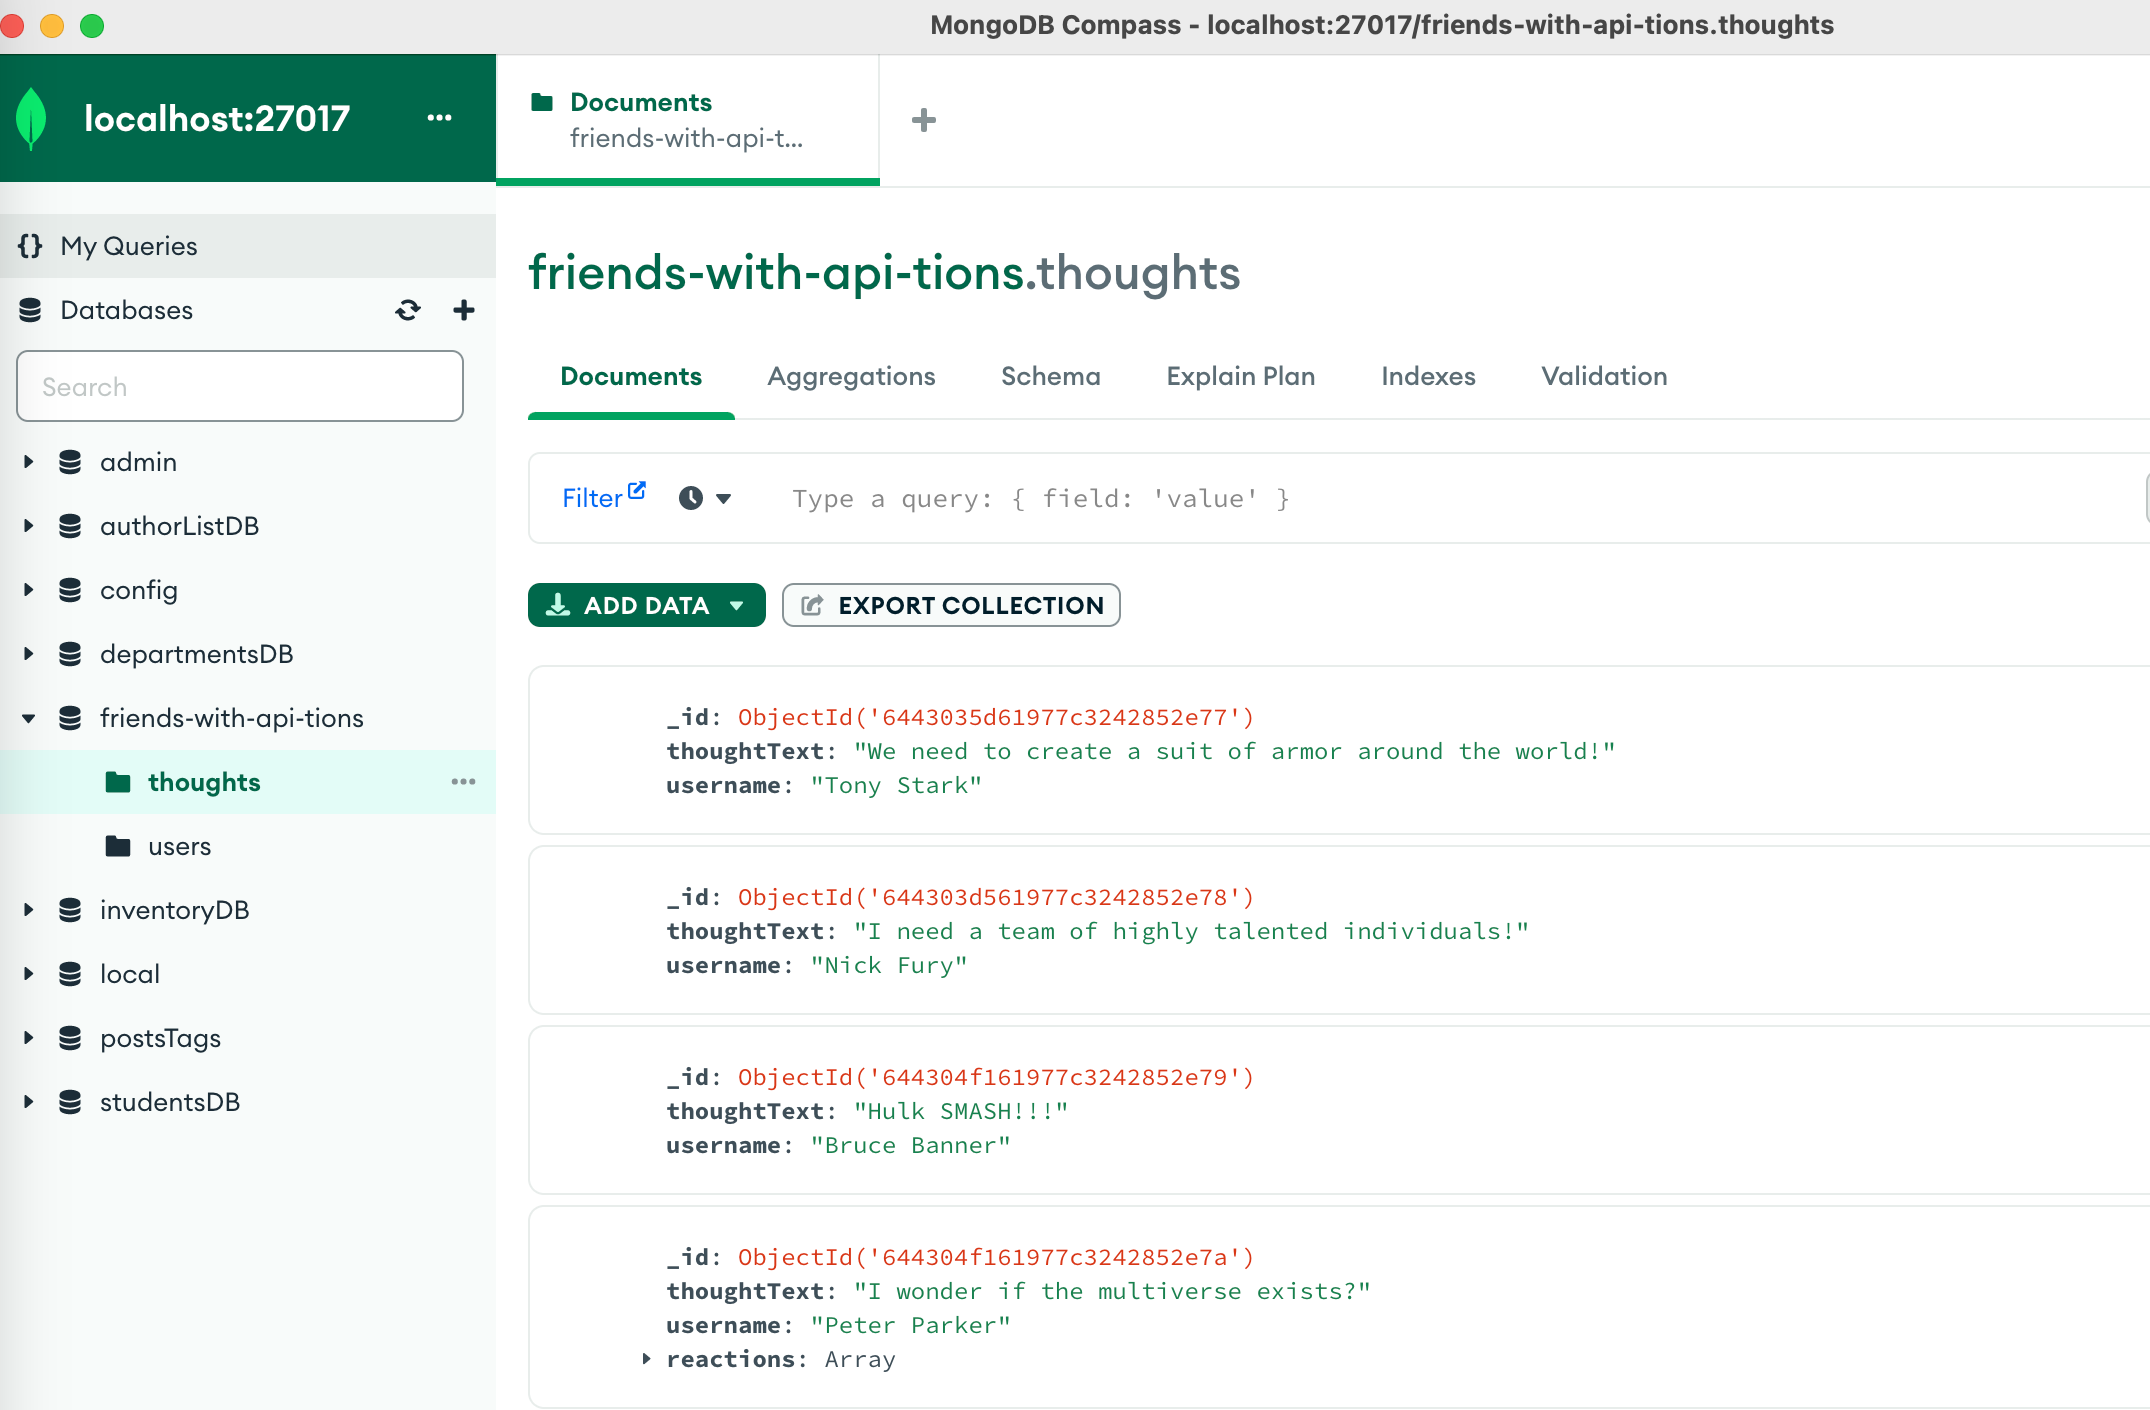 MongoDB Compass - localhost:27017/friends-with-api-tions.thoughts
localhost:27017
Documents
friends-with-api-t...
My Queries
Databases
Search
admin
authorListDB
config
departmentsDB
friends-with-api-tions
thoughts
users
inventoryDB
local
postsTags
studentsDB
friends-with-api-tions.thoughts
Documents Aggregations Schema Explain Plan Indexes Validation
Filter Type a query: { field: 'value' }
ADD DATA EXPORT COLLECTION
_id: ObjectId('6443035d61977c3242852e77')
thoughtText: "We need to create a suit of armor around the world!"
username: "Tony Stark"
_id: ObjectId('644303d561977c3242852e78')
thoughtText: "I need a team of highly talented individuals!"
username: "Nick Fury"
_id: ObjectId('644304f161977c3242852e79')
thoughtText: "Hulk SMASH!!!"
username: "Bruce Banner"
_id: ObjectId('644304f161977c3242852e7a')
thoughtText: "I wonder if the multiverse exists?"
username: "Peter Parker"
reactions: Array